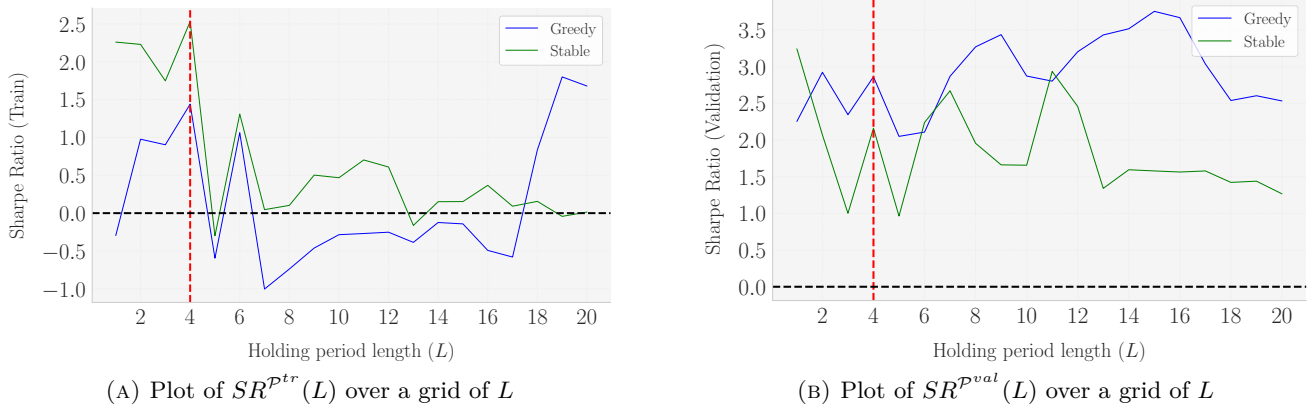 Sharpe Ratio (Train)
2.5
2.0
1.5
1.0
0.5
0.0
−0.5
−1.0
Greedy
Stable
2 4 6 8 10 12 14 16 18 20
Holding period length (L)
(A) Plot of SR^{𝒫^{tr}}(L) over a grid of L
Sharpe Ratio (Validation)
3.5
3.0
2.5
2.0
1.5
1.0
0.5
0.0
Greedy
Stable
2 4 6 8 10 12 14 16 18 20
Holding period length (L)
(B) Plot of SR^{𝒫^{val}}(L) over a grid of L